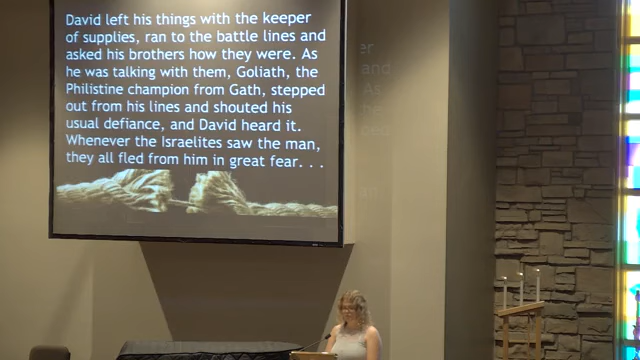 David left his things with the keeper
of supplies, ran to the battle lines and
asked his brothers how they were. As
he was talking with them, Goliath, the
Philistine champion from Gath, stepped
out from his lines and shouted his
usual defiance, and David heard it.
Whenever the Israelites saw the man,
they all fled from him in great fear. . .